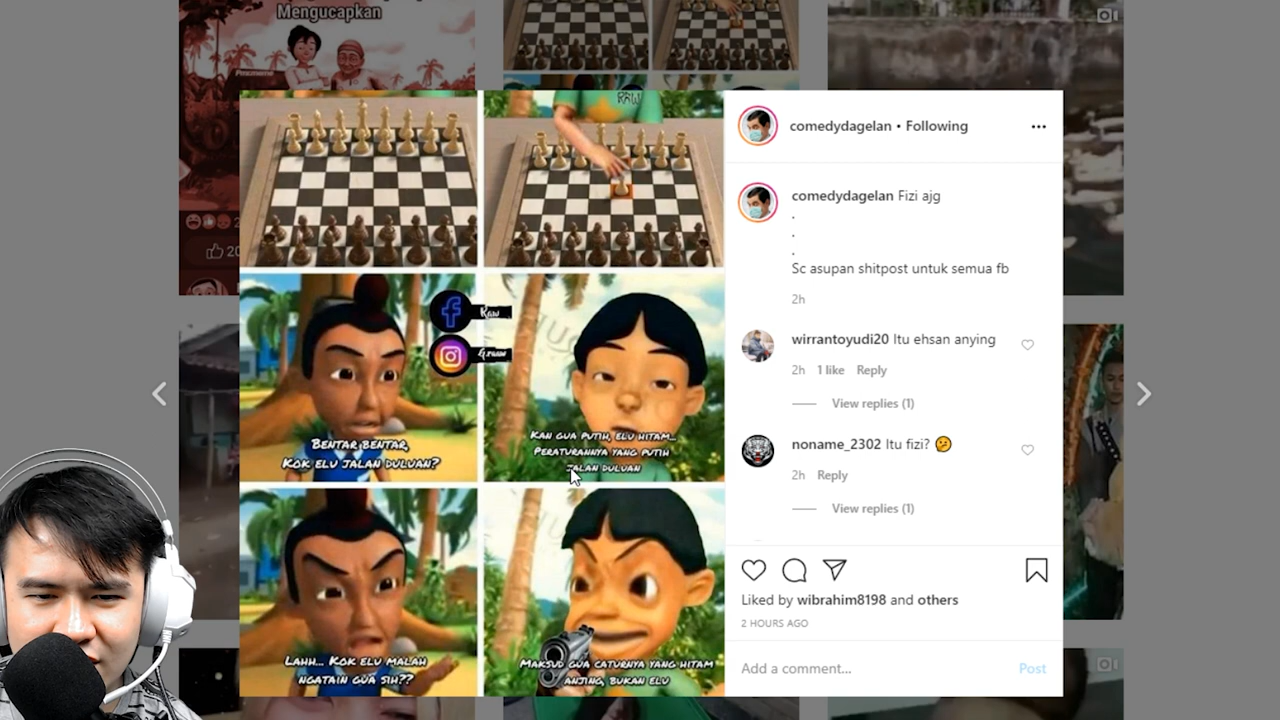 Mengucapkan
RAW
Raw
BENTAR BENTAR,
KOK ELU JALAN DULUAN?
KAN GUA PUTIH, ELU HITAM...
PERATURANNYA YANG PUTIH
JALAN DULUAN
LAHH... KOK ELU MALAH
NGATAIN GUA SIH??
MAKSUD GUA CATURNYA YANG HITAM
ANJING, BUKAN ELU
comedydagelan • Following
comedydagelan Fizi ajg
.
.
.
Sc asupan shitpost untuk semua fb
2h
wirrantoyudi20 Itu ehsan anying
2h 1 like Reply
View replies (1)
noname_2302 Itu fizi? 🫤
2h Reply
View replies (1)
Liked by wibrahim8198 and others
2 HOURS AGO
Add a comment... Post